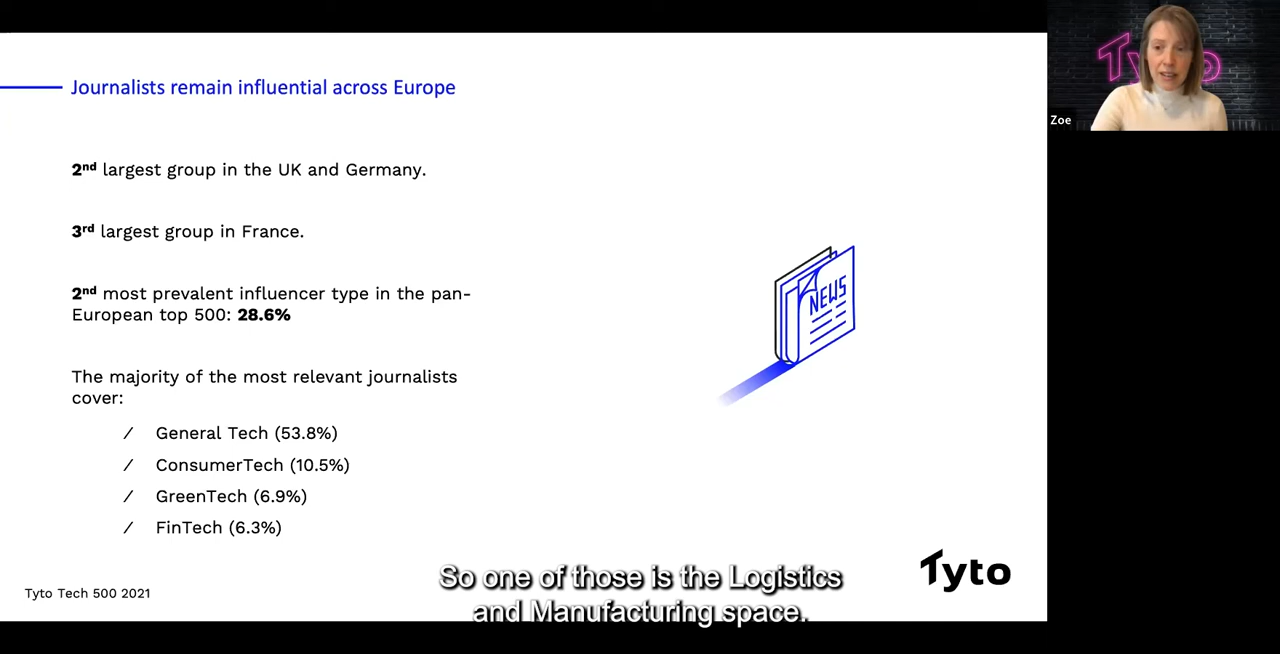 Journalists remain influential across Europe
2nd largest group in the UK and Germany.
3rd largest group in France.
2nd most prevalent influencer type in the pan-
European top 500: 28.6%
The majority of the most relevant journalists
cover:
/ General Tech (53.8%)
/ ConsumerTech (10.5%)
/ GreenTech (6.9%)
/ FinTech (6.3%)
NEWS
Tyto
Zoe
Tyto Tech 500 2021
Tyto
So one of those is the Logistics
and Manufacturing space.